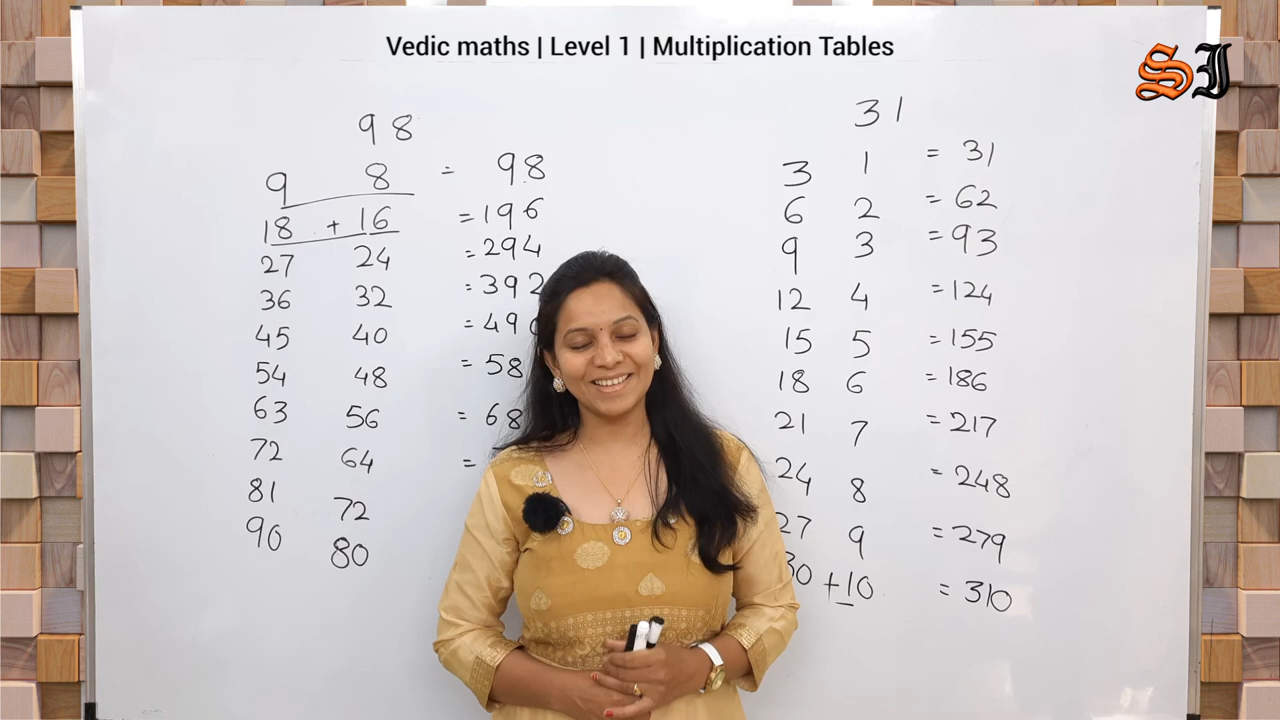 Vedic maths | Level 1 | Multiplication Tables
SJ
98
9 8 = 98
18 + 16 = 196
27 24 = 294
36 32 = 392
45 40 = 49
54 48 = 58
63 56 = 68
72 64 =
81 72
90 80
31
3 1 = 31
6 2 = 62
9 3 = 93
12 4 = 124
15 5 = 155
18 6 = 186
21 7 = 217
24 8 = 248
27 9 = 279
30 + 10 = 310